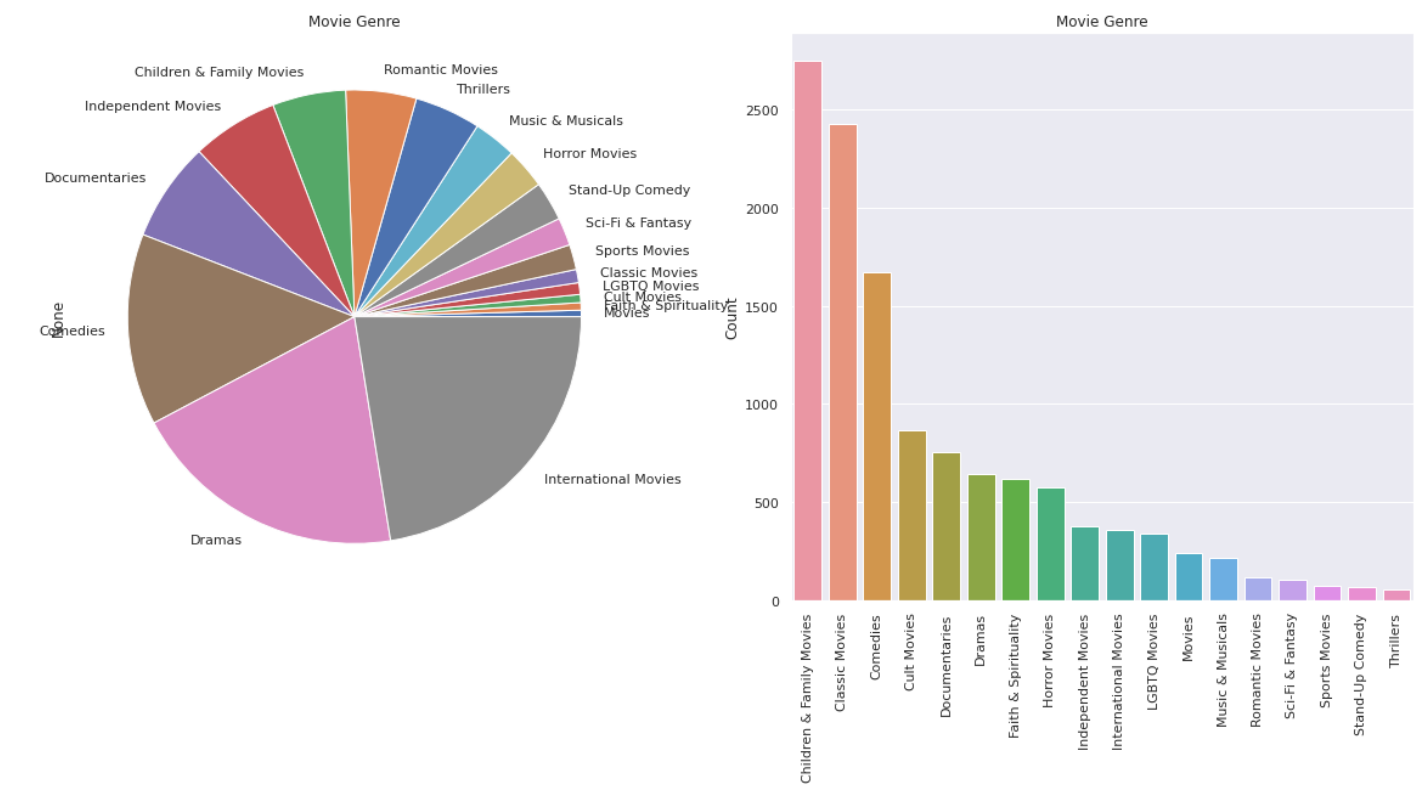 Movie Genre
Romantic Movies
Children & Family Movies
Thrillers
Independent Movies
Music & Musicals
Horror Movies
Documentaries
Stand-Up Comedy
Sci-Fi & Fantasy
Sports Movies
Classic Movies
LGBTQ Movies
Cult Movies
Faith & Spirituality
Movies
None
Comedies
International Movies
Dramas
Movie Genre
Count
2500
2000
1500
1000
500
0
Children & Family Movies
Classic Movies
Comedies
Cult Movies
Documentaries
Dramas
Faith & Spirituality
Horror Movies
Independent Movies
International Movies
LGBTQ Movies
Movies
Music & Musicals
Romantic Movies
Sci-Fi & Fantasy
Sports Movies
Stand-Up Comedy
Thrillers